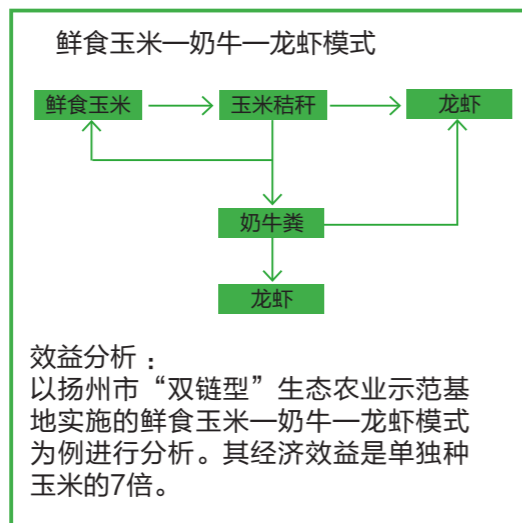 鲜食玉米—奶牛—龙虾模式
鲜食玉米
玉米秸秆
龙虾
奶牛粪
龙虾
效益分析：
以扬州市“双链型”生态农业示范基
地实施的鲜食玉米—奶牛—龙虾模式
为例进行分析。其经济效益是单独种
玉米的7倍。